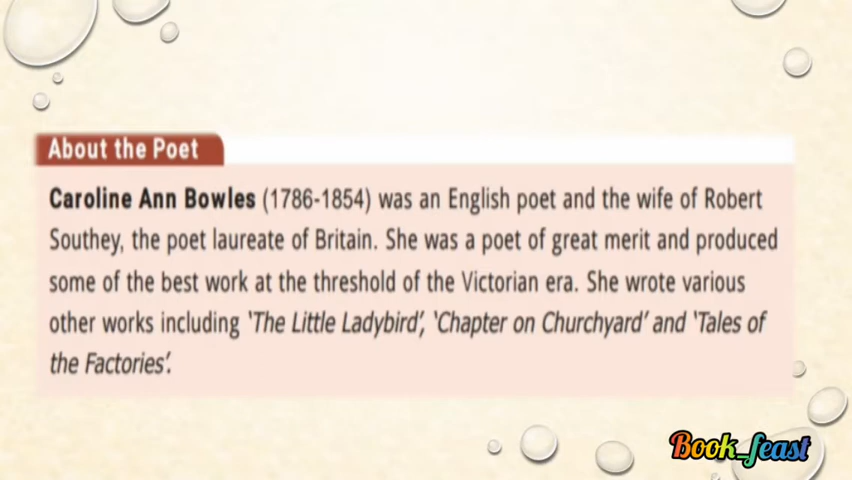 About the Poet
Caroline Ann Bowles (1786-1854) was an English poet and the wife of Robert
Southey, the poet laureate of Britain. She was a poet of great merit and produced
some of the best work at the threshold of the Victorian era. She wrote various
other works including ‘The Little Ladybird’, ‘Chapter on Churchyard’ and ‘Tales of
the Factories’.
Book_feast